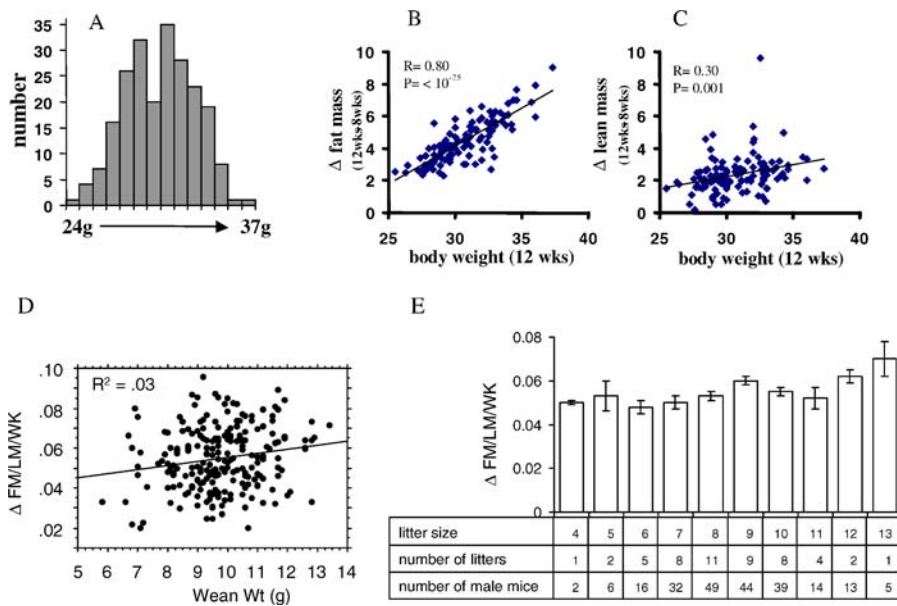 A
35
30
25
20
15
10
5
0
number
24g
37g
B
R= 0.80
P= < 10⁻²⁵
10
8
6
4
2
0
Δ fat mass
(12wks-8wks)
25
30
35
40
body weight (12 wks)
C
R= 0.30
P= 0.001
10
8
6
4
2
0
Δ lean mass
(12wks-8wks)
25
30
35
40
body weight (12 wks)
D
R² = .03
.10
.08
.06
.04
.02
Δ FM/LM/WK
5 6 7 8 9 10 11 12 13 14
Wean Wt (g)
E
0.08
0.06
0.04
0.02
0
Δ FM/LM/WK
litter size 4 5 6 7 8 9 10 11 12 13
number of litters 1 2 5 8 11 9 8 4 2 1
number of male mice 2 6 16 32 49 44 39 14 13 5